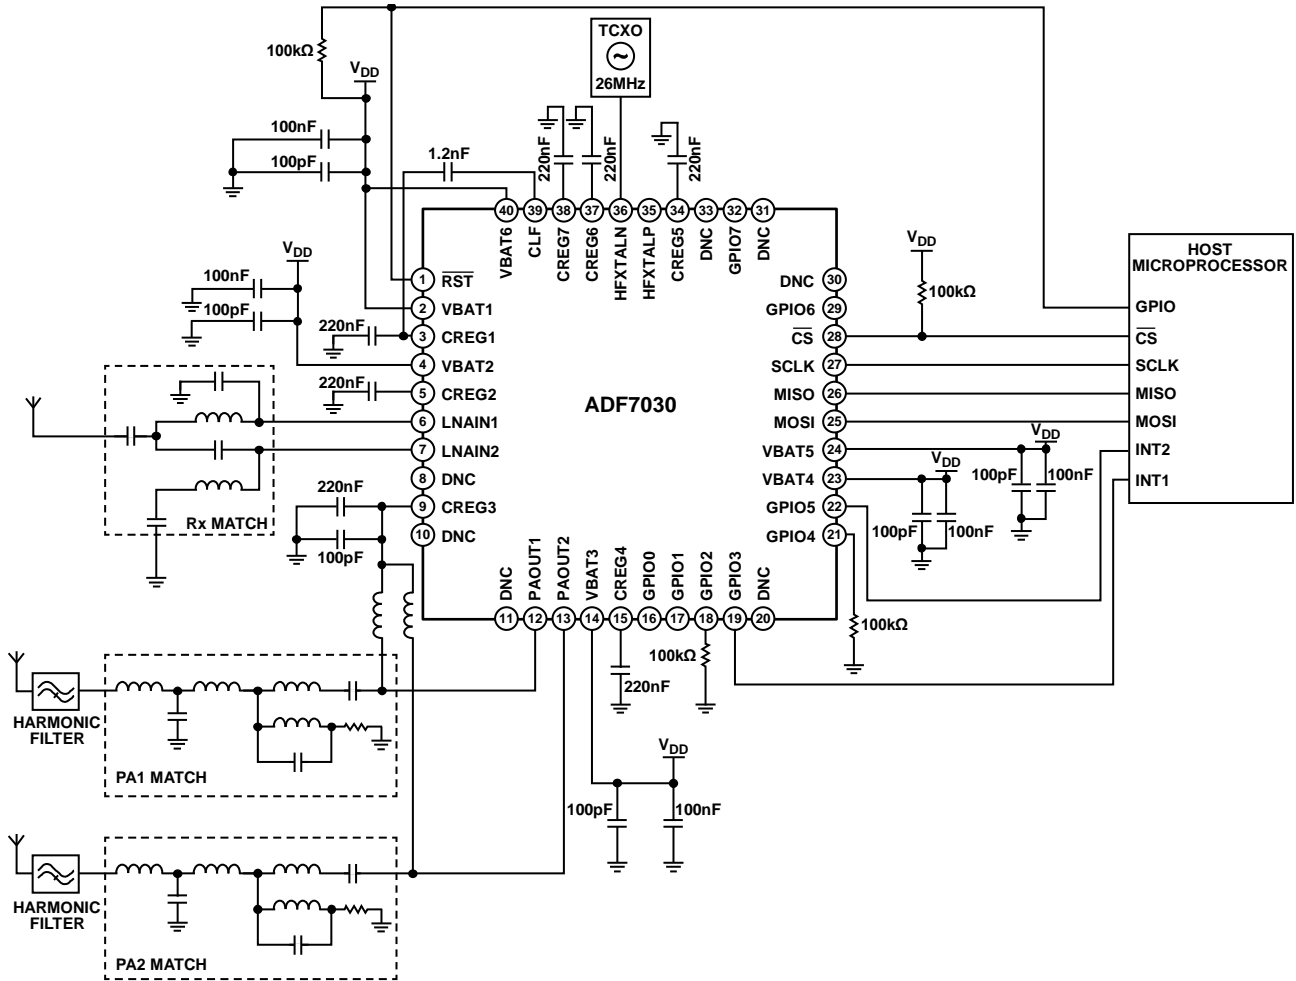 TCXO
26MHz
100kΩ
VDD
100nF
100pF
1.2nF
220nF
220nF
220nF
40
39
38
37
36
35
34
33
32
31
VBAT6
CLF
CREG7
CREG6
HFXTALN
HFXTALP
CREG5
DNC
GPIO7
DNC
VDD
100nF
100pF
220nF
220nF
1 RST
2 VBAT1
3 CREG1
4 VBAT2
5 CREG2
6 LNAIN1
7 LNAIN2
8 DNC
9 CREG3
10 DNC
ADF7030
DNC 30
GPIO6 29
CS 28
SCLK 27
MISO 26
MOSI 25
VBAT5 24
VBAT4 23
GPIO5 22
GPIO4 21
VDD
100kΩ
HOST
MICROPROCESSOR
GPIO
CS
SCLK
MISO
MOSI
INT2
INT1
VDD
100pF
100nF
VDD
100pF
100nF
Rx MATCH
220nF
100pF
DNC
PAOUT1
PAOUT2
VBAT3
CREG4
GPIO0
GPIO1
GPIO2
GPIO3
DNC
11
12
13
14
15
16
17
18
19
20
100kΩ
100kΩ
220nF
HARMONIC
FILTER
PA1 MATCH
VDD
100pF
100nF
HARMONIC
FILTER
PA2 MATCH